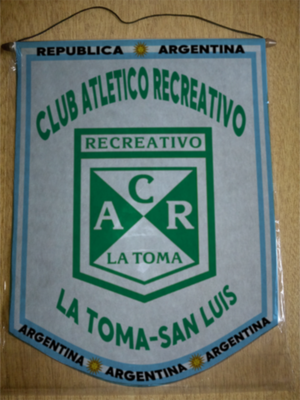 REPUBLICA ARGENTINA
CLUB ATLETICO RECREATIVO
RECREATIVO
C
A R
LA TOMA
LA TOMA-SAN LUIS
ARGENTINA ARGENTINA ARGENTINA